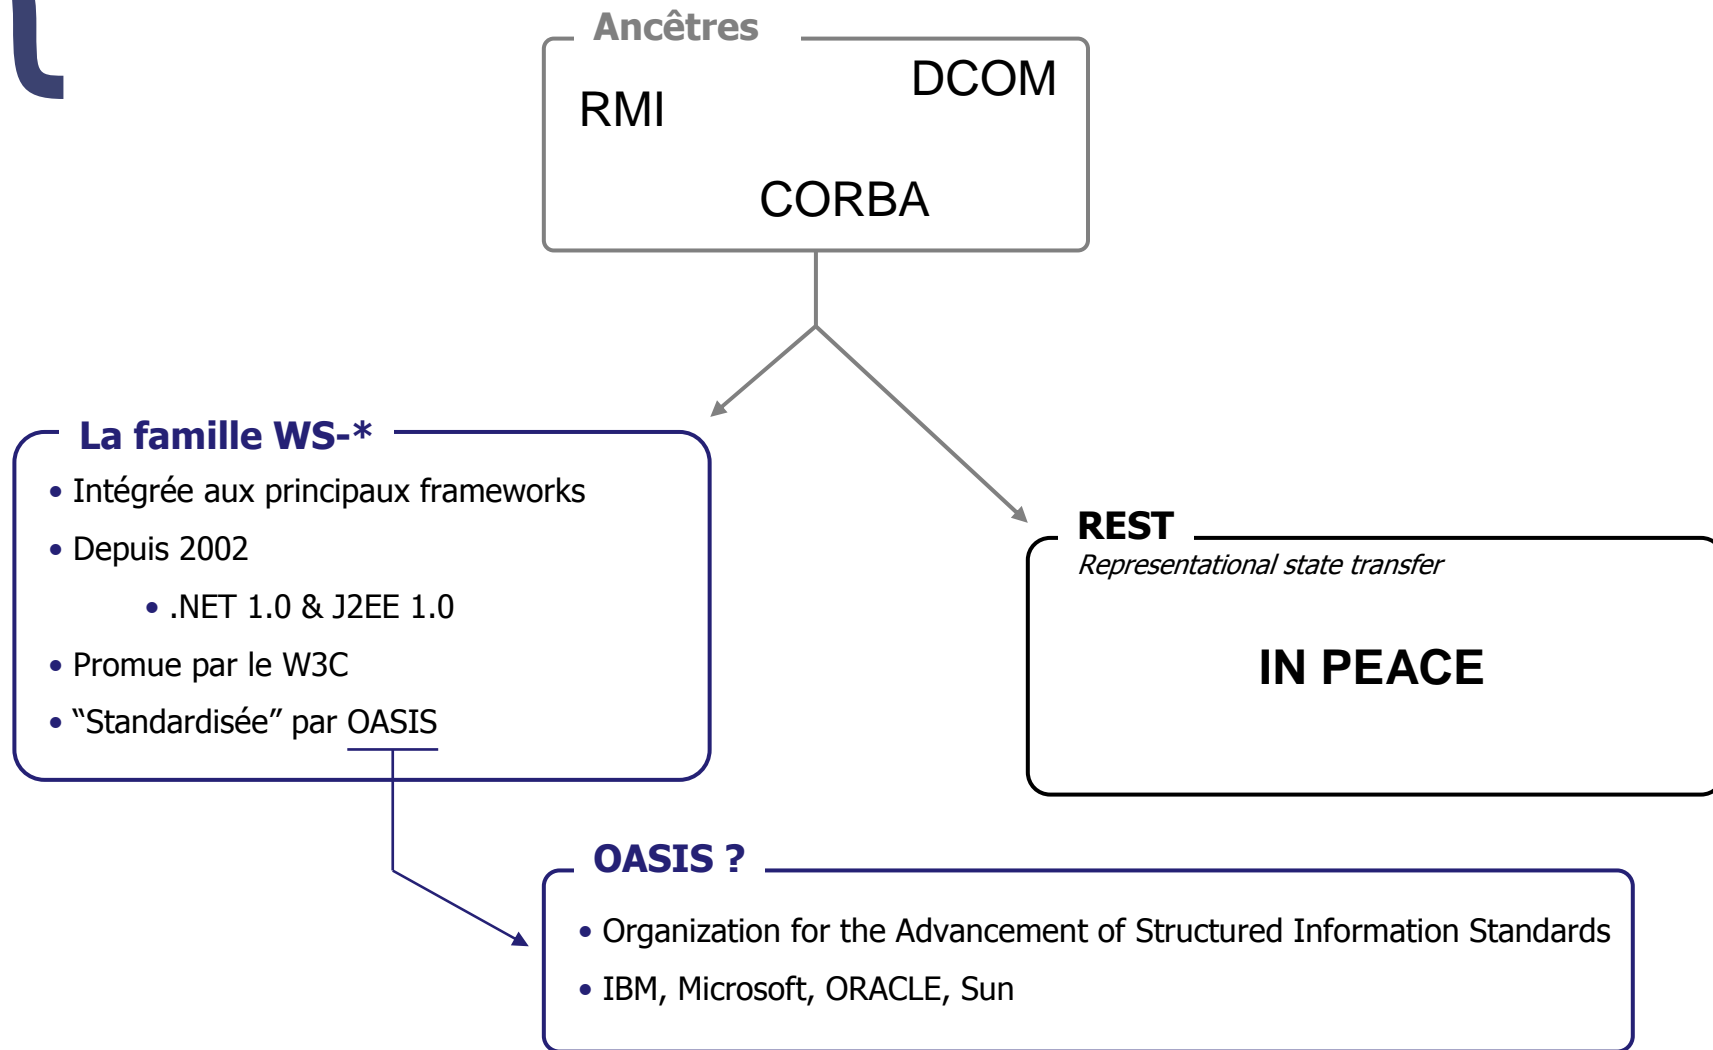 Ancêtres
DCOM
RMI
CORBA
La famille WS-*
• Intégrée aux principaux frameworks
• Depuis 2002
• .NET 1.0 & J2EE 1.0
• Promue par le W3C
• “Standardisée” par OASIS
REST
Representational state transfer
IN PEACE
OASIS ?
• Organization for the Advancement of Structured Information Standards
• IBM, Microsoft, ORACLE, Sun